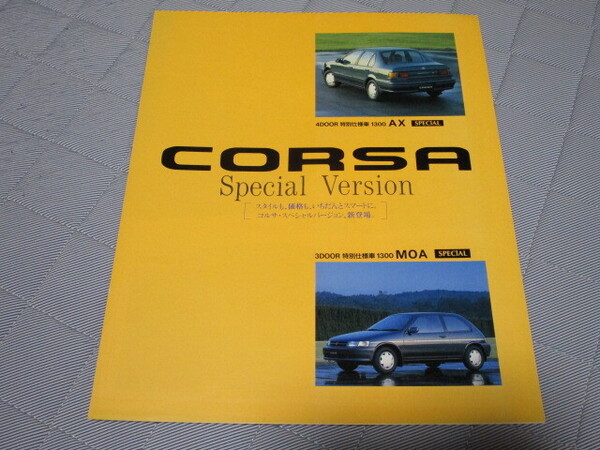 4DOOR 特別仕様車 1300 AX SPECIAL
CORSA
Special Version
スタイルも、価格も、いちだんとスマートに。
コルサ・スペシャルバージョン、新登場。
3DOOR 特別仕様車 1300 MOA SPECIAL